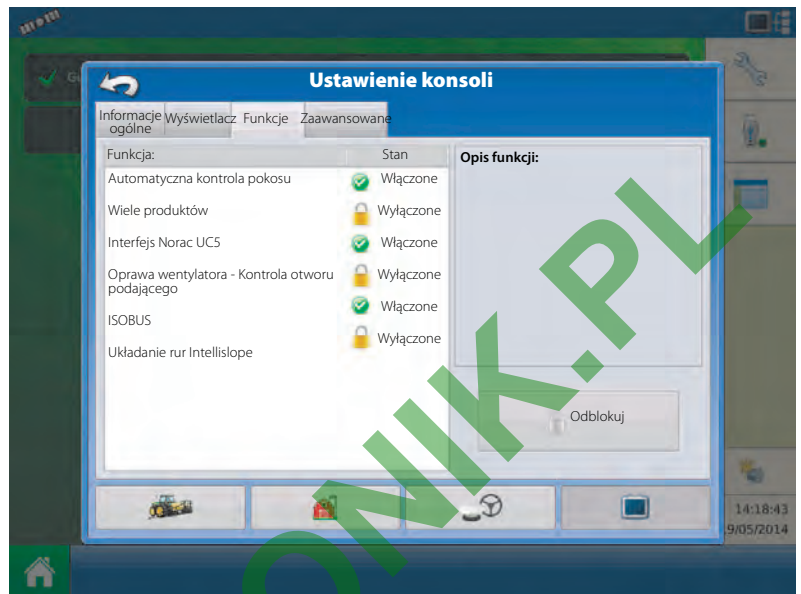 Ustawienie konsoli
Informacje ogólne
Wyświetlacz
Funkcje
Zaawansowane
Funkcja:
Stan
Opis funkcji:
Automatyczna kontrola pokosu
Włączone
Wiele produktów
Wyłączone
Interfejs Norac UC5
Włączone
Oprawa wentylatora - Kontrola otworu
podającego
Wyłączone
ISOBUS
Włączone
Układanie rur Intellislope
Wyłączone
Odblokuj
14:18:43
9/05/2014
ONIK.PL